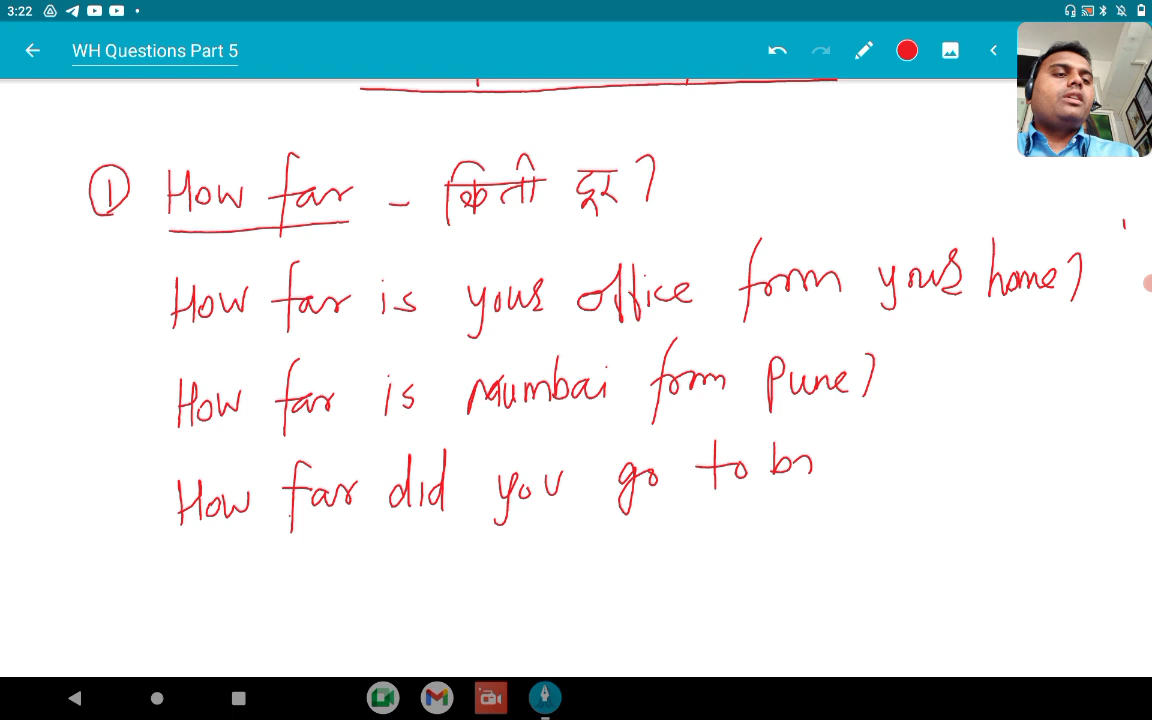 3:22
WH Questions Part 5
① How far - किती दूर?
How far is your office from your home?
How far is Mumbai from Pune?
How far did you go to br